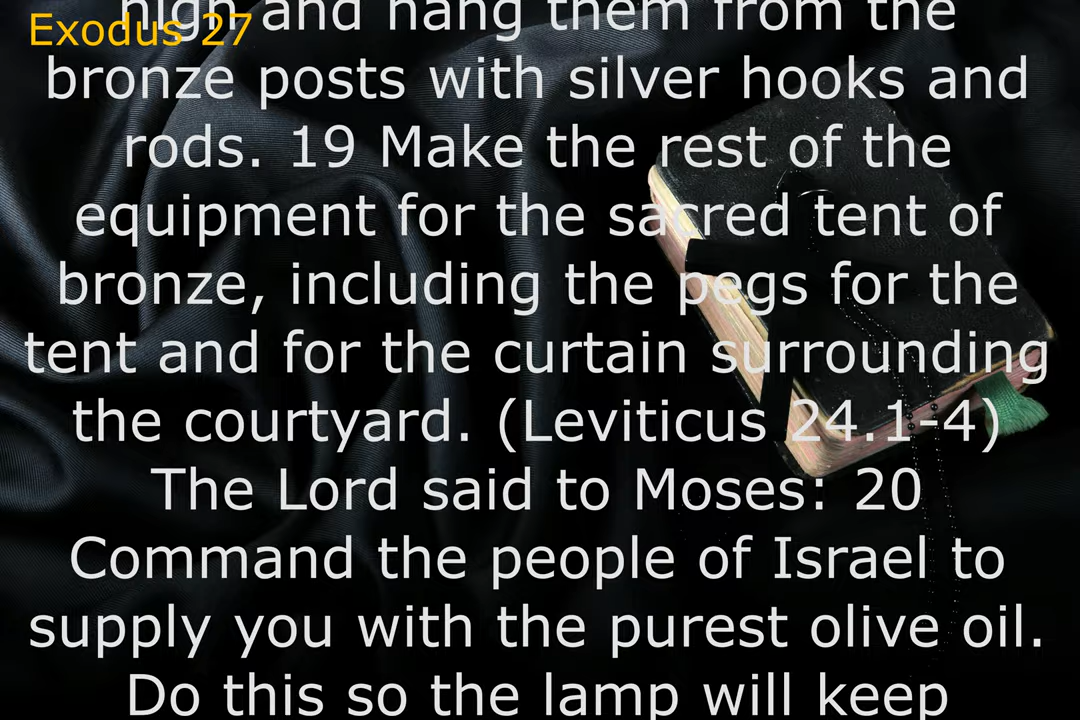 Exodus 27
high and hang them from the
bronze posts with silver hooks and
rods. 19 Make the rest of the
equipment for the sacred tent of
bronze, including the pegs for the
tent and for the curtain surrounding
the courtyard. (Leviticus 24.1-4)
The Lord said to Moses: 20
Command the people of Israel to
supply you with the purest olive oil.
Do this so the lamp will keep